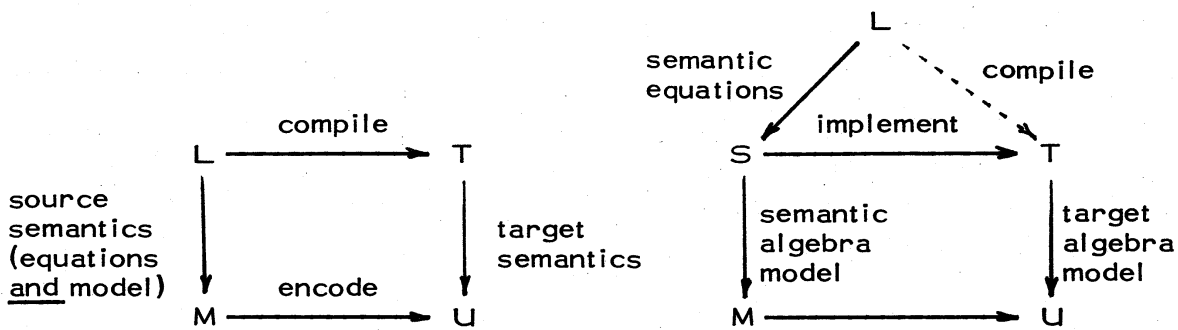 compile
L
T
source
semantics
(equations
and model)
target
semantics
encode
M
U
L
semantic
equations
compile
implement
S
T
semantic
algebra
model
target
algebra
model
M
U